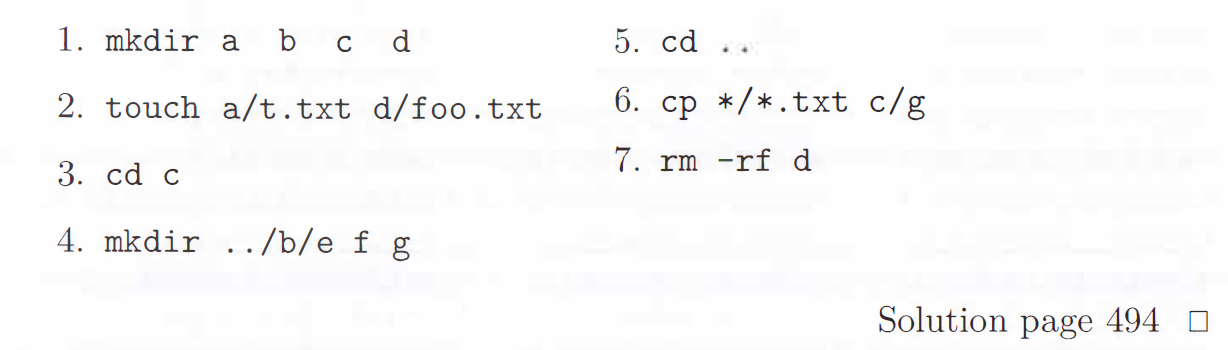 1. mkdir a b c d
2. touch a/t.txt d/foo.txt
3. cd c
4. mkdir ../b/e f g
5. cd ..
6. cp */*.txt c/g
7. rm -rf d
Solution page 494 □